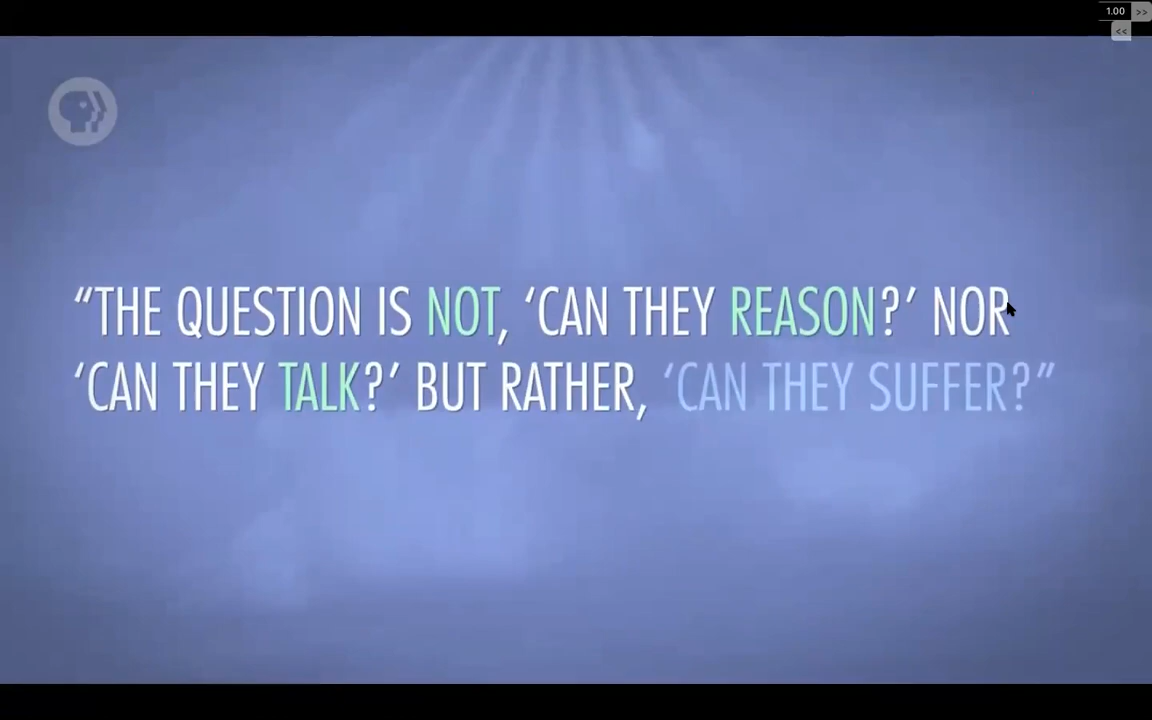 1.00 >>
<<
“THE QUESTION IS NOT, ‘CAN THEY REASON?’ NOR
‘CAN THEY TALK?’ BUT RATHER, ‘CAN THEY SUFFER?”